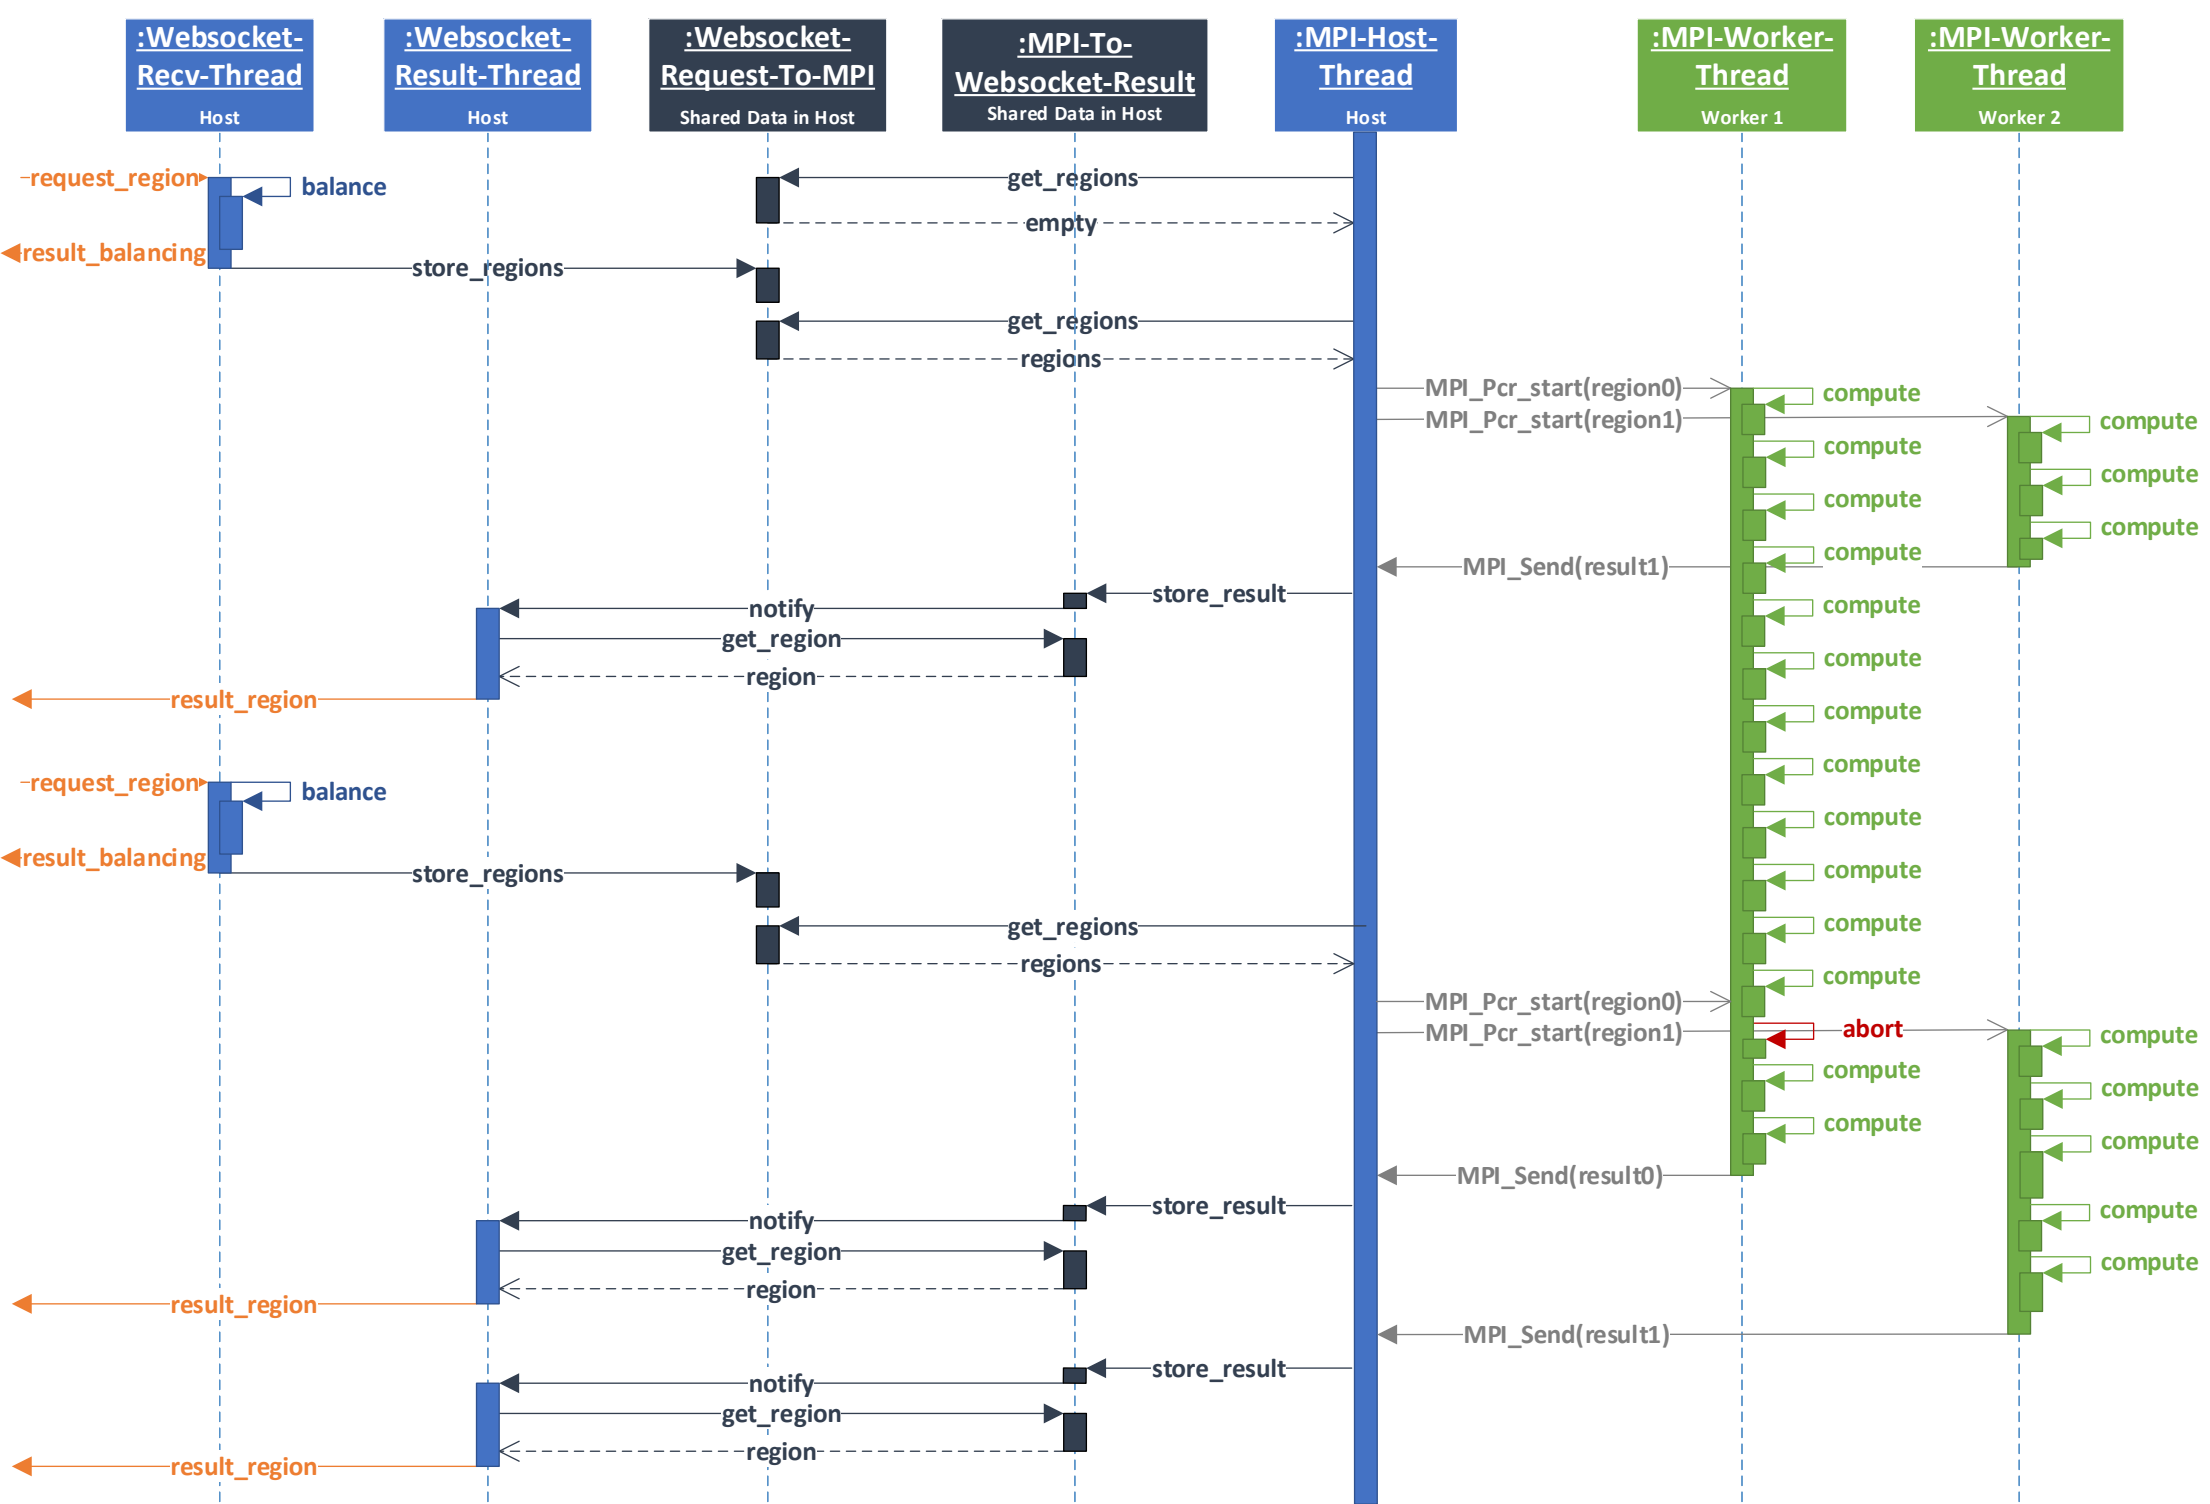 :Websocket-
Recv-Thread
Host
:Websocket-
Result-Thread
Host
:Websocket-
Request-To-MPI
Shared Data in Host
:MPI-To-
Websocket-Result
Shared Data in Host
:MPI-Host-
Thread
Host
:MPI-Worker-
Thread
Worker 1
:MPI-Worker-
Thread
Worker 2
request_region
balance
get_regions
empty
result_balancing
store_regions
get_regions
regions
MPI_Pcr_start(region0)
compute
MPI_Pcr_start(region1)
compute
compute
compute
compute
compute
compute
MPI_Send(result1)
store_result
compute
notify
get_region
compute
region
result_region
compute
compute
request_region
balance
compute
result_balancing
compute
store_regions
get_regions
compute
regions
compute
MPI_Pcr_start(region0)
MPI_Pcr_start(region1)
abort
compute
compute
compute
compute
compute
MPI_Send(result0)
store_result
compute
notify
get_region
compute
region
result_region
MPI_Send(result1)
store_result
notify
get_region
region
result_region